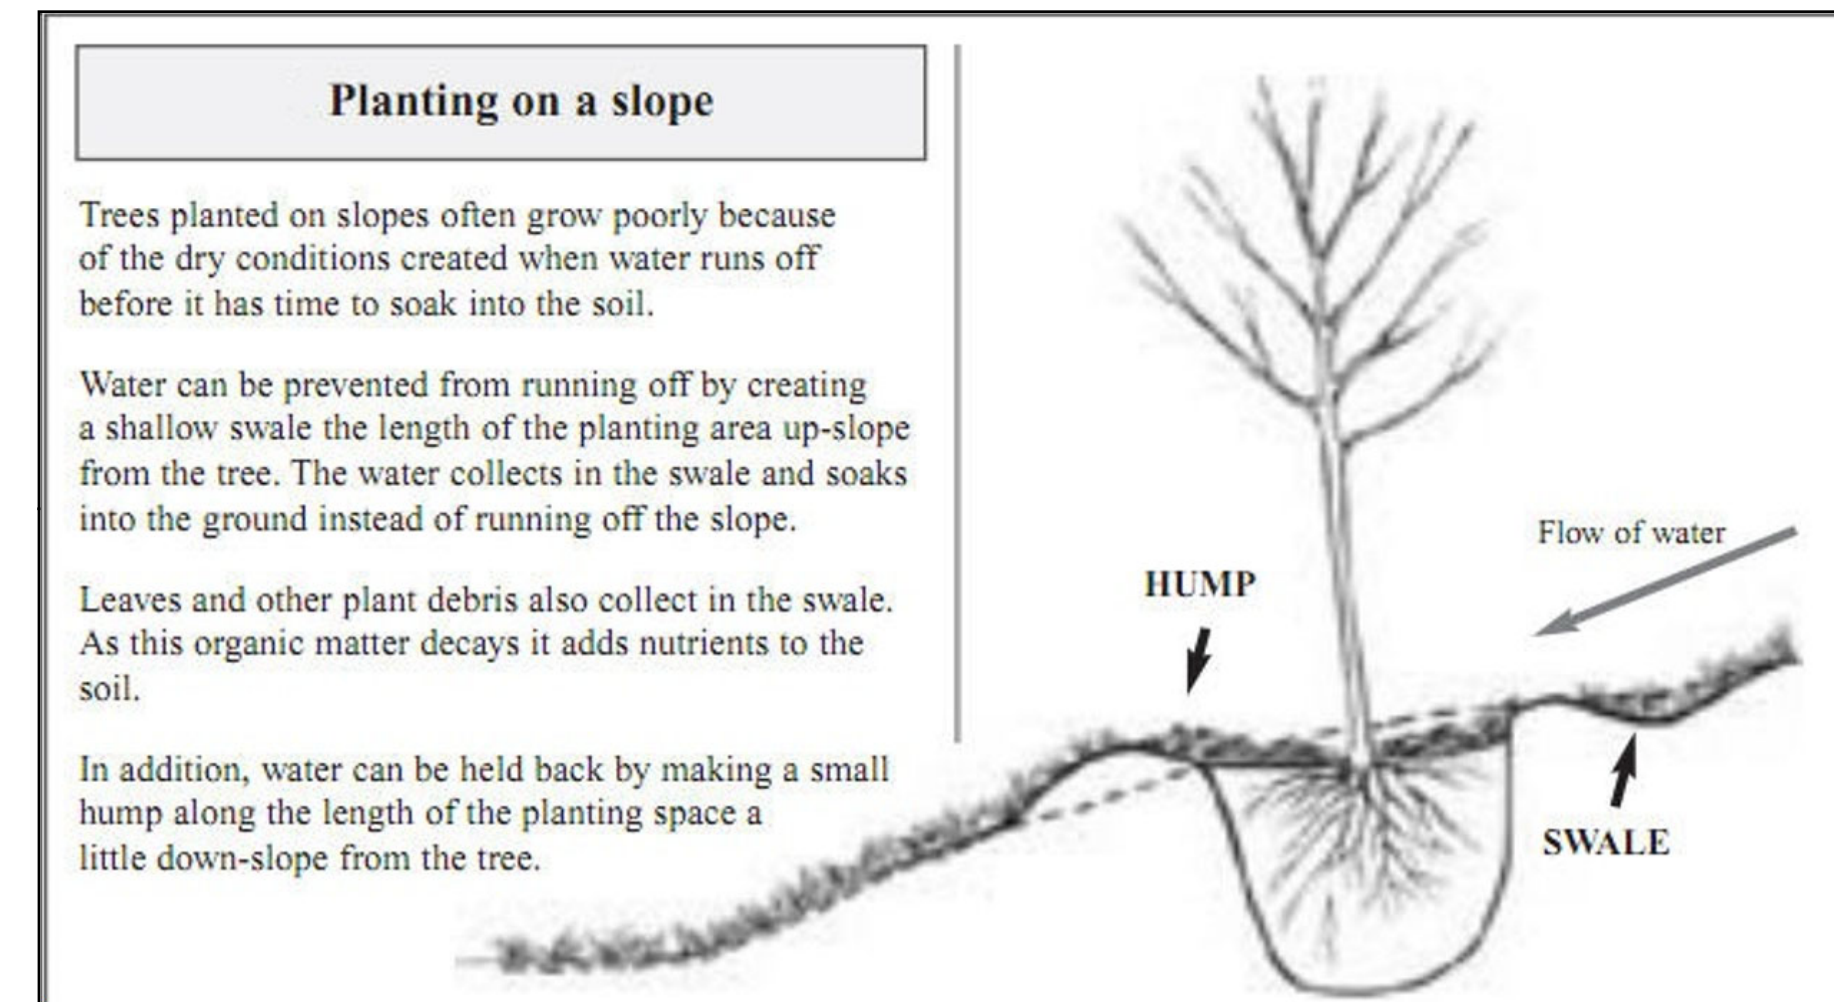 Planting on a slope
Trees planted on slopes often grow poorly because
of the dry conditions created when water runs off
before it has time to soak into the soil.
Water can be prevented from running off by creating
a shallow swale the length of the planting area up-slope
from the tree. The water collects in the swale and soaks
into the ground instead of running off the slope.
Leaves and other plant debris also collect in the swale.
As this organic matter decays it adds nutrients to the
soil.
In addition, water can be held back by making a small
hump along the length of the planting space a
little down-slope from the tree.
Flow of water
HUMP
SWALE